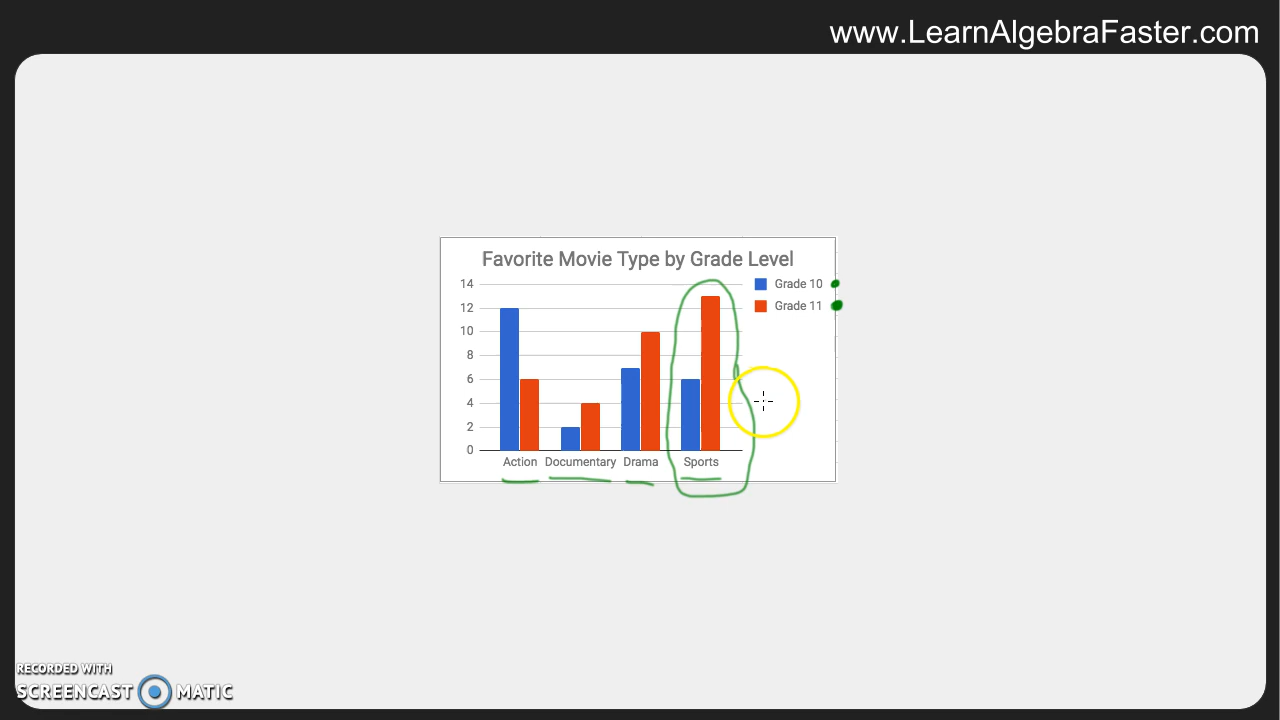 www.LearnAlgebraFaster.com
Favorite Movie Type by Grade Level
14
12
10
8
6
4
2
0
Grade 10
Grade 11
Action Documentary Drama Sports
RECORDED WITH
SCREENCAST MATIC